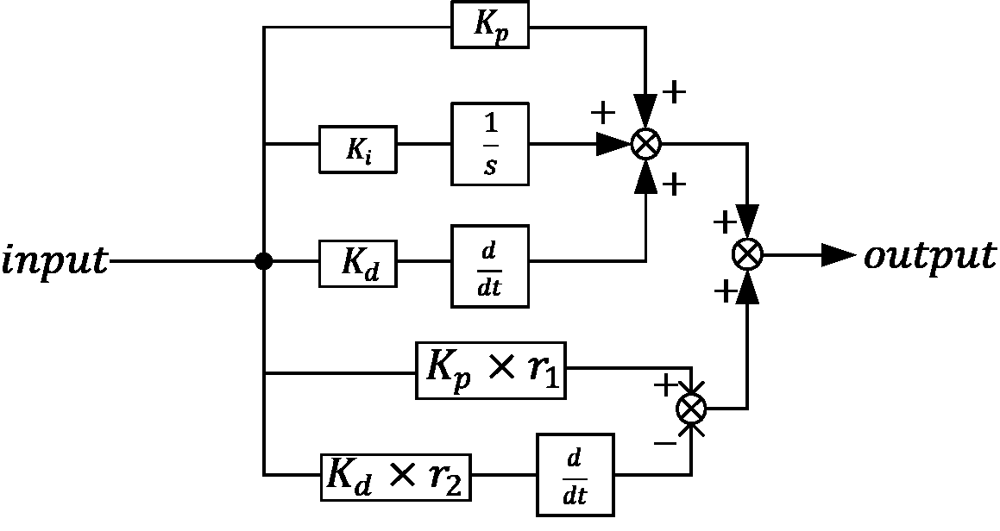 K_p
+
+
K_i
1/s
+
input
K_d
d/dt
+
output
+
K_p × r_1
+
−
K_d × r_2
d/dt